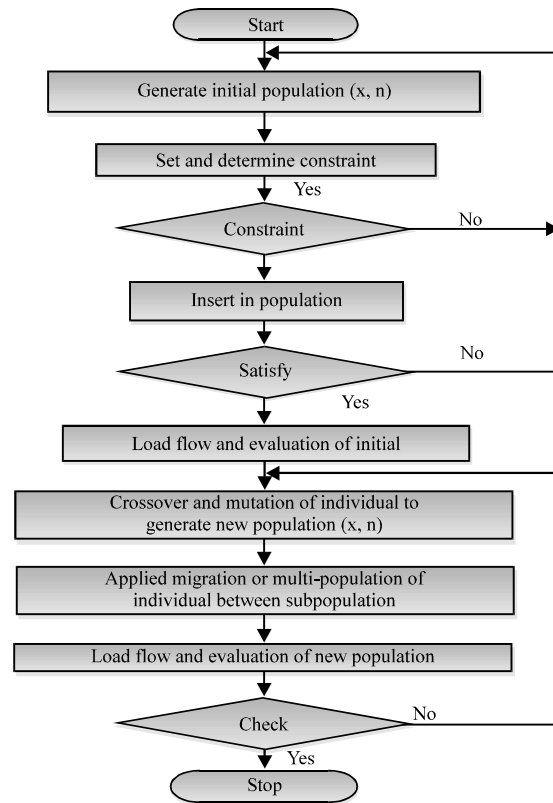 Start
Generate initial population (x, n)
Set and determine constraint
Yes
Constraint
No
Insert in population
Satisfy
No
Yes
Load flow and evaluation of initial
Crossover and mutation of individual to
generate new population (x, n)
Applied migration or multi-population of
individual between subpopulation
Load flow and evaluation of new population
Check
No
Yes
Stop